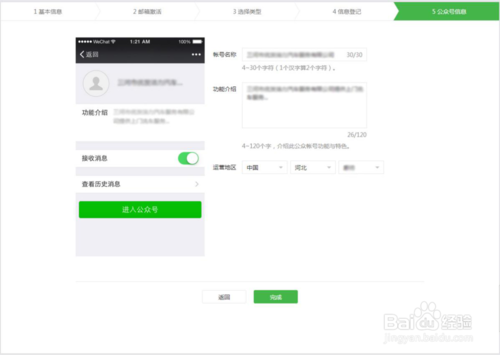 1 基本信息
2 邮箱激活
3 选择类型
4 信息登记
5 公众号信息
WeChat
1:21 AM
100%
返回
功能介绍
接收消息
查看历史消息
进入公众号
帐号名称
30/30
4~30个字符(1个汉字算2个字符)。
功能介绍
26/120
4~120个字,介绍此公众帐号功能与特色。
运营地区
中国
河北
返回
完成
Baidu 经验
jingyan.baidu.com